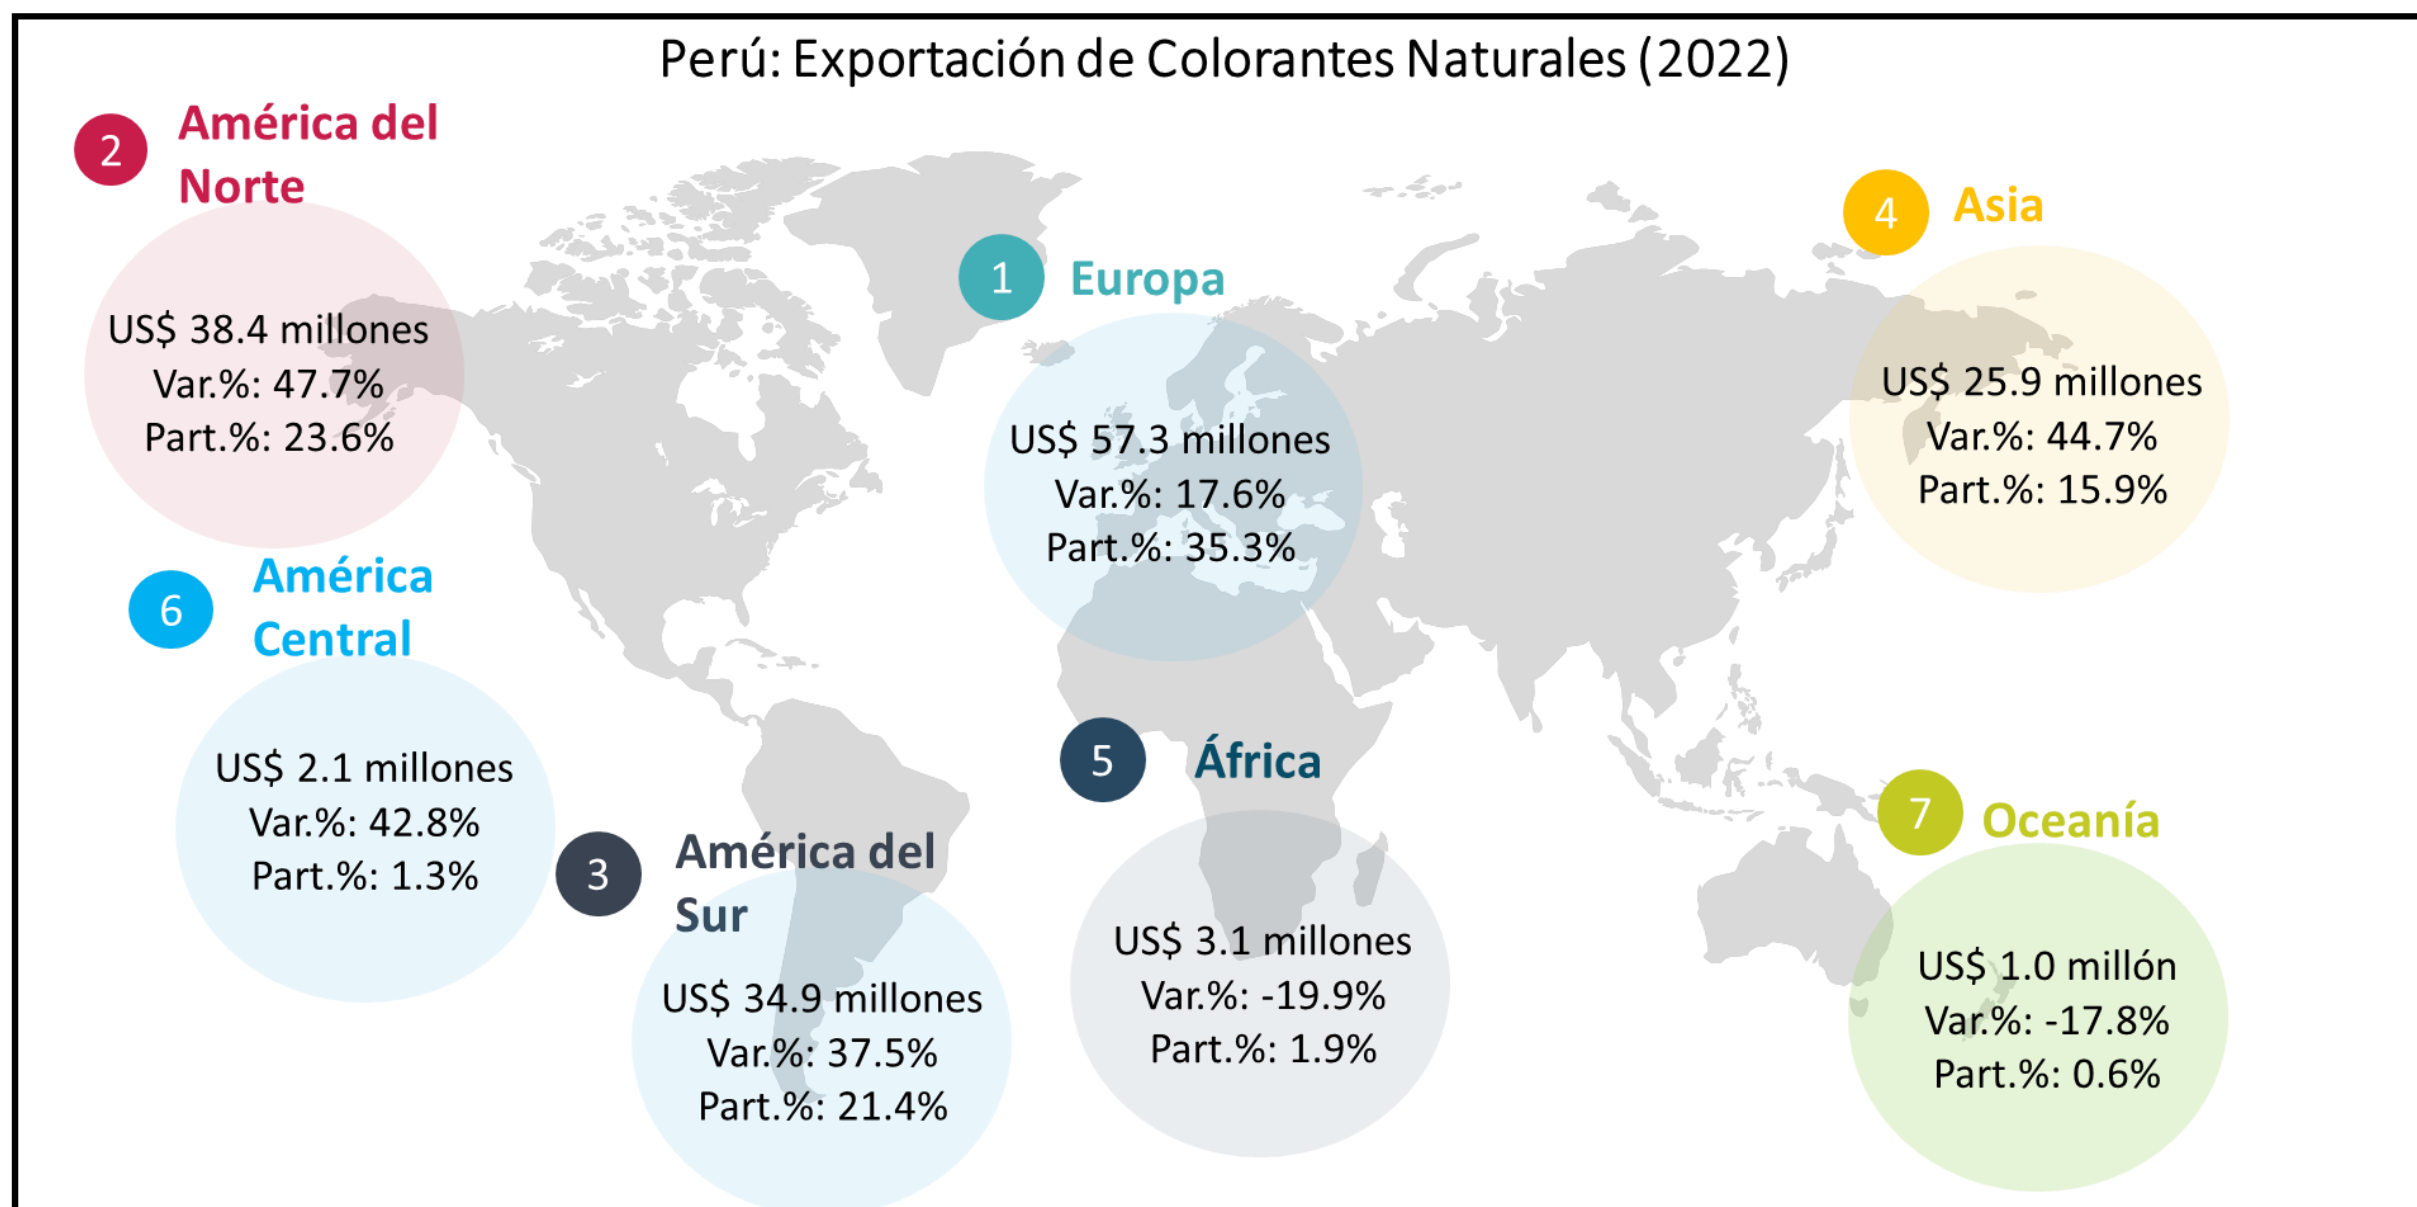 Perú: Exportación de Colorantes Naturales (2022)
2
América del
Norte
US$ 38.4 millones
Var.%: 47.7%
Part.%: 23.6%
1
Europa
US$ 57.3 millones
Var.%: 17.6%
Part.%: 35.3%
4
Asia
US$ 25.9 millones
Var.%: 44.7%
Part.%: 15.9%
6
América
Central
US$ 2.1 millones
Var.%: 42.8%
Part.%: 1.3%
3
América del
Sur
US$ 34.9 millones
Var.%: 37.5%
Part.%: 21.4%
5
África
US$ 3.1 millones
Var.%: -19.9%
Part.%: 1.9%
7
Oceanía
US$ 1.0 millón
Var.%: -17.8%
Part.%: 0.6%